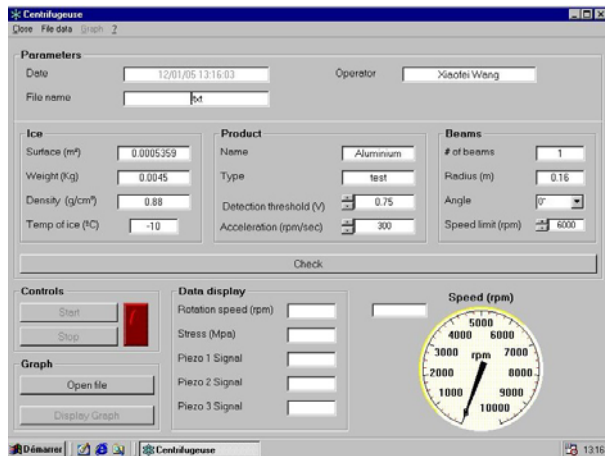 Centrifugeuse
Close File data Graph ?
Parameters
Date 12/01/05 13:16:03 Operator Xiaofei Wang
File name .txt
Ice Product Beams
Surface (m²) 0.0005359 Name Aluminium # of beams 1
Weight (Kg) 0.0045 Type test Radius (m) 0.16
Density (g/cm³) 0.88 Detection threshold (V) 0.75 Angle 0°
Temp of ice (°C) -10 Acceleration (rpm/sec) 300 Speed limit (rpm) 6000
Check
Controls Data display Speed (rpm)
Start Rotation speed (rpm)
Stop Stress (Mpa)
Graph Piezo 1 Signal
Open file Piezo 2 Signal
Display Graph Piezo 3 Signal
5000
4000 6000
3000 rpm 7000
2000 8000
1000 9000
0 10000
Démarrer Centrifugeuse 13:16